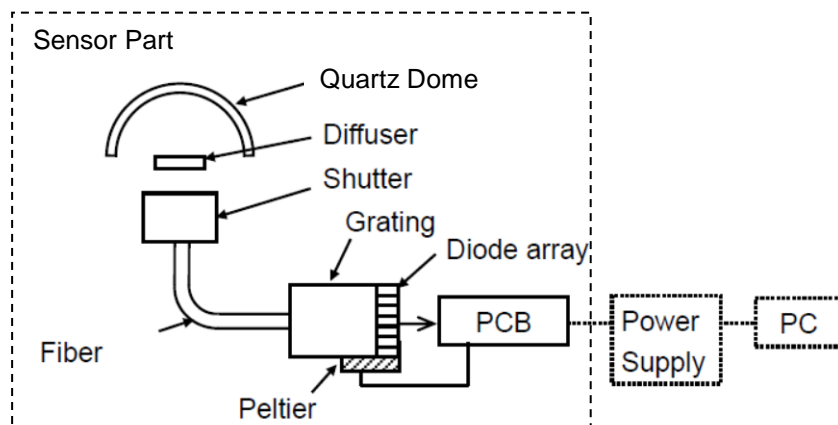 Sensor Part
Quartz Dome
Diffuser
Shutter
Grating
Diode array
Fiber
Peltier
PCB
Power
Supply
PC